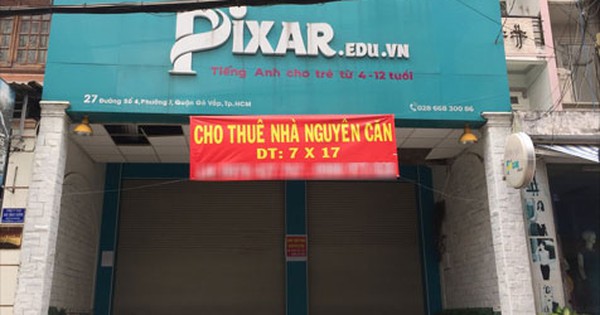 PIXAR.EDU.VN
Tiếng Anh cho trẻ từ 4-12 tuổi
27 Đường Số 4, Phường 7, Quận Gò Vấp, Tp.HCM
028 668 300 86
CHO THUÊ NHÀ NGUYÊN CĂN
DT: 7 X 17